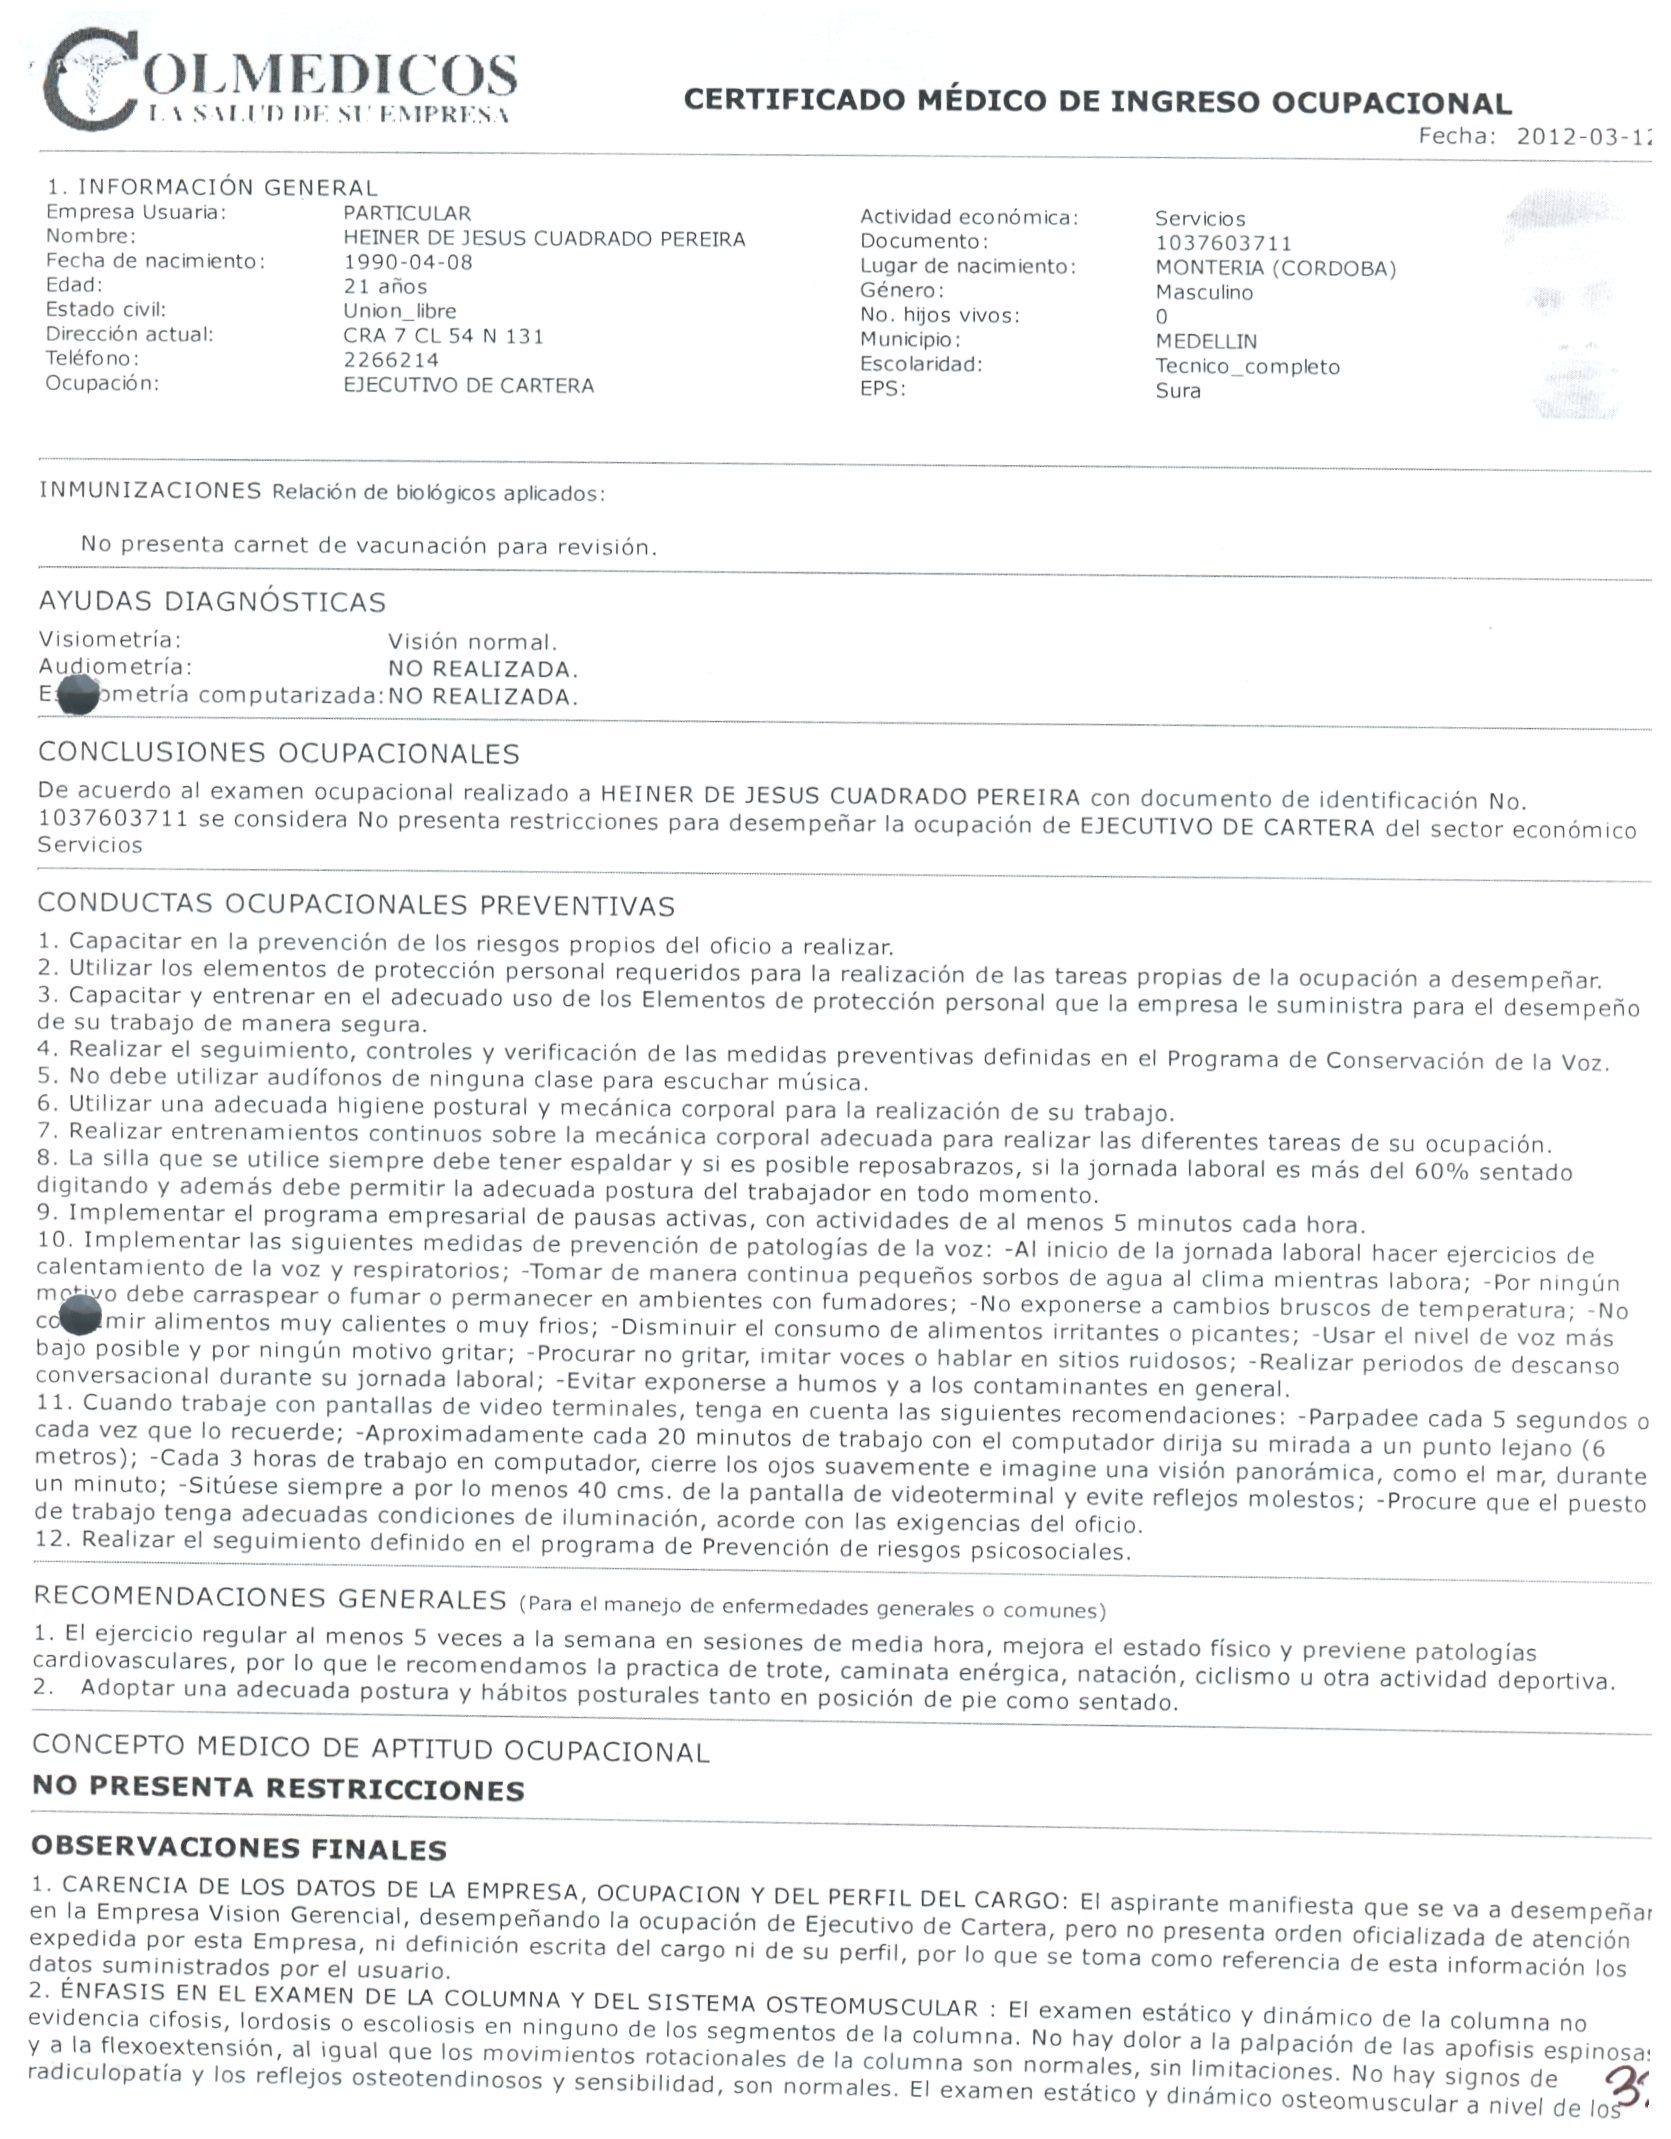 COLMEDICOS
LA SALUD DE SU EMPRESA
CERTIFICADO MÉDICO DE INGRESO OCUPACIONAL
Fecha: 2012-03-12
1. INFORMACIÓN GENERAL
Empresa Usuaria: PARTICULAR Actividad económica: Servicios
Nombre: HEINER DE JESUS CUADRADO PEREIRA Documento: 1037603711
Fecha de nacimiento: 1990-04-08 Lugar de nacimiento: MONTERIA (CORDOBA)
Edad: 21 años Género: Masculino
Estado civil: Union_libre No. hijos vivos: 0
Dirección actual: CRA 7 CL 54 N 131 Municipio: MEDELLIN
Teléfono: 2266214 Escolaridad: Tecnico_completo
Ocupación: EJECUTIVO DE CARTERA EPS: Sura
INMUNIZACIONES Relación de biológicos aplicados:
No presenta carnet de vacunación para revisión.
AYUDAS DIAGNÓSTICAS
Visiometría: Visión normal.
Audiometría: NO REALIZADA.
computarizada: NO REALIZADA.
CONCLUSIONES OCUPACIONALES
De acuerdo al examen ocupacional realizado a HEINER DE JESUS CUADRADO PEREIRA con documento de identificación No.
1037603711 se considera No presenta restricciones para desempeñar la ocupación de EJECUTIVO DE CARTERA del sector económico
Servicios
CONDUCTAS OCUPACIONALES PREVENTIVAS
1. Capacitar en la prevención de los riesgos propios del oficio a realizar.
2. Utilizar los elementos de protección personal requeridos para la realización de las tareas propias de la ocupación a desempeñar.
3. Capacitar y entrenar en el adecuado uso de los Elementos de protección personal que la empresa le suministra para el desempeño
de su trabajo de manera segura.
4. Realizar el seguimiento, controles y verificación de las medidas preventivas definidas en el Programa de Conservación de la Voz.
5. No debe utilizar audífonos de ninguna clase para escuchar música.
6. Utilizar una adecuada higiene postural y mecánica corporal para la realización de su trabajo.
7. Realizar entrenamientos continuos sobre la mecánica corporal adecuada para realizar las diferentes tareas de su ocupación.
8. La silla que se utilice siempre debe tener espaldar y si es posible reposabrazos, si la jornada laboral es más del 60% sentado
digitando y además debe permitir la adecuada postura del trabajador en todo momento.
9. Implementar el programa empresarial de pausas activas, con actividades de al menos 5 minutos cada hora.
10. Implementar las siguientes medidas de prevención de patologías de la voz: -Al inicio de la jornada laboral hacer ejercicios de
calentamiento de la voz y respiratorios; -Tomar de manera continua pequeños sorbos de agua al clima mientras labora; -Por ningún
motivo debe carraspear o fumar o permanecer en ambientes con fumadores; -No exponerse a cambios bruscos de temperatura; -No
alimentos muy calientes o muy frios; -Disminuir el consumo de alimentos irritantes o picantes; -Usar el nivel de voz más
bajo posible y por ningún motivo gritar; -Procurar no gritar, imitar voces o hablar en sitios ruidosos; -Realizar periodos de descanso
conversacional durante su jornada laboral; -Evitar exponerse a humos y a los contaminantes en general.
11. Cuando trabaje con pantallas de video terminales, tenga en cuenta las siguientes recomendaciones: -Parpadee cada 5 segundos o
cada vez que lo recuerde; -Aproximadamente cada 20 minutos de trabajo con el computador dirija su mirada a un punto lejano (6
metros); -Cada 3 horas de trabajo en computador, cierre los ojos suavemente e imagine una visión panorámica, como el mar, durante
un minuto; -Sitúese siempre a por lo menos 40 cms. de la pantalla de videoterminal y evite reflejos molestos; -Procure que el puesto
de trabajo tenga adecuadas condiciones de iluminación, acorde con las exigencias del oficio.
12. Realizar el seguimiento definido en el programa de Prevención de riesgos psicosociales.
RECOMENDACIONES GENERALES (Para el manejo de enfermedades generales o comunes)
1. El ejercicio regular al menos 5 veces a la semana en sesiones de media hora, mejora el estado físico y previene patologías
cardiovasculares, por lo que le recomendamos la practica de trote, caminata enérgica, natación, ciclismo u otra actividad deportiva.
2. Adoptar una adecuada postura y hábitos posturales tanto en posición de pie como sentado.
CONCEPTO MEDICO DE APTITUD OCUPACIONAL
NO PRESENTA RESTRICCIONES
OBSERVACIONES FINALES
1. CARENCIA DE LOS DATOS DE LA EMPRESA, OCUPACION Y DEL PERFIL DEL CARGO: El aspirante manifiesta que se va a desempeñar
en la Empresa Vision Gerencial, desempeñando la ocupación de Ejecutivo de Cartera, pero no presenta orden oficializada de atención
expedida por esta Empresa, ni definición escrita del cargo ni de su perfil, por lo que se toma como referencia de esta información los
datos suministrados por el usuario.
2. ÉNFASIS EN EL EXAMEN DE LA COLUMNA Y DEL SISTEMA OSTEOMUSCULAR : El examen estático y dinámico de la columna no
evidencia cifosis, lordosis o escoliosis en ninguno de los segmentos de la columna. No hay dolor a la palpación de las apofisis espinosas
y a la flexoextensión, al igual que los movimientos rotacionales de la columna son normales, sin limitaciones. No hay signos de
radiculopatía y los reflejos osteotendinosos y sensibilidad, son normales. El examen estático y dinámico osteomuscular a nivel de los